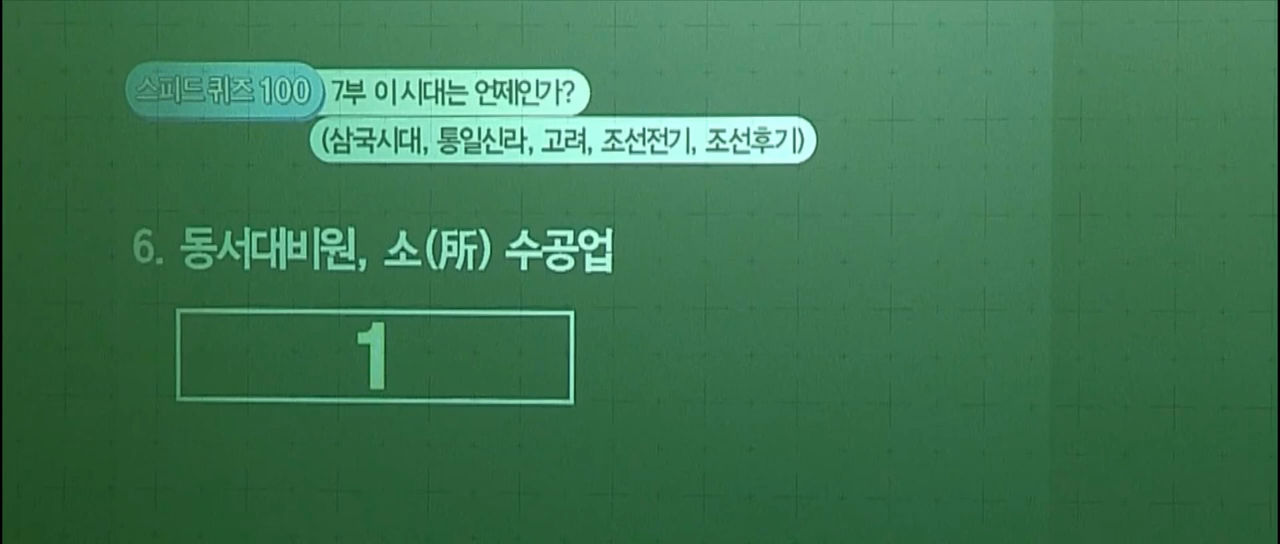 스피드 퀴즈 100 7부 이 시대는 언제인가?
(삼국시대, 통일신라, 고려, 조선전기, 조선후기)
6. 동서대비원, 소(所) 수공업
1